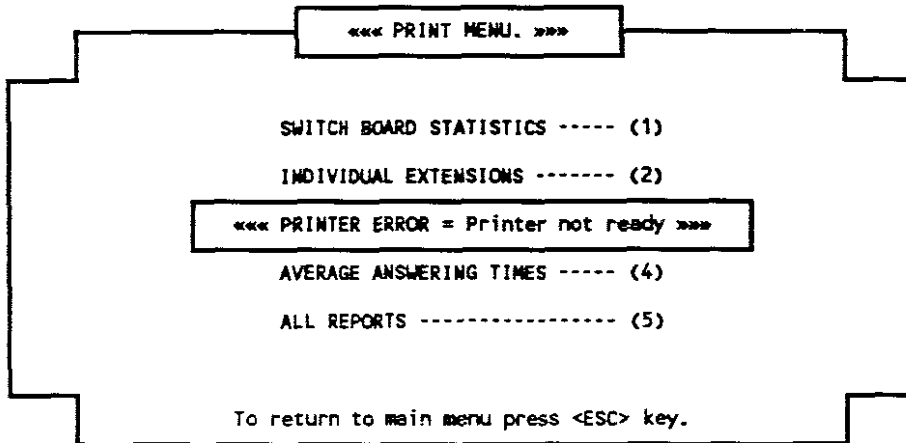 ««« PRINT MENU. »»»
SWITCH BOARD STATISTICS ----- (1)
INDIVIDUAL EXTENSIONS ------- (2)
««« PRINTER ERROR = Printer not ready »»»
AVERAGE ANSWERING TIMES ----- (4)
ALL REPORTS ----------------- (5)
To return to main menu press <ESC> key.